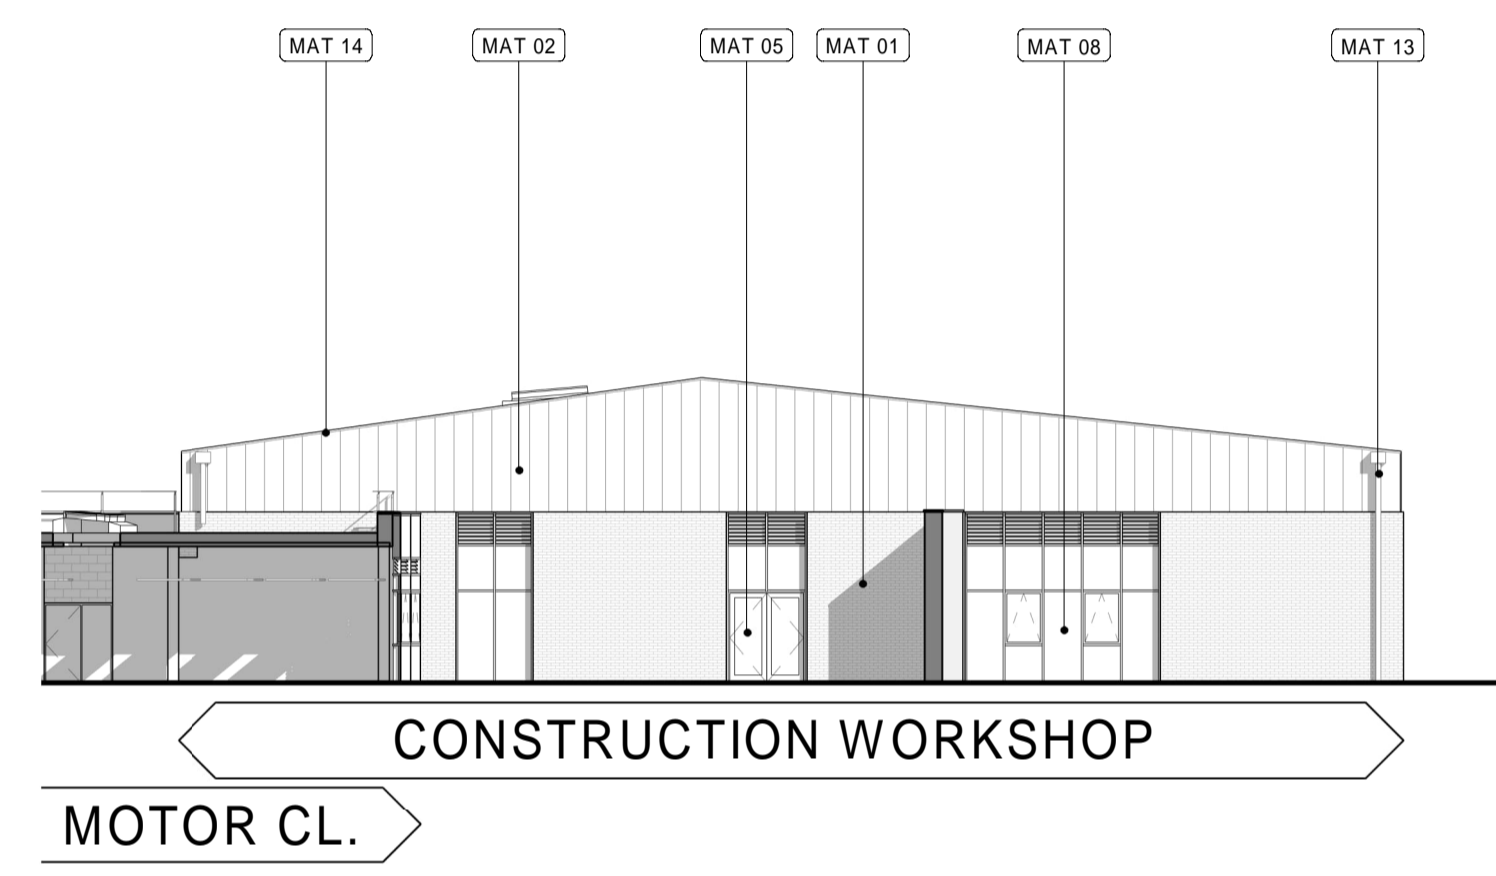 MAT 14
MAT 02
MAT 05
MAT 01
MAT 08
MAT 13
CONSTRUCTION WORKSHOP
MOTOR CL.